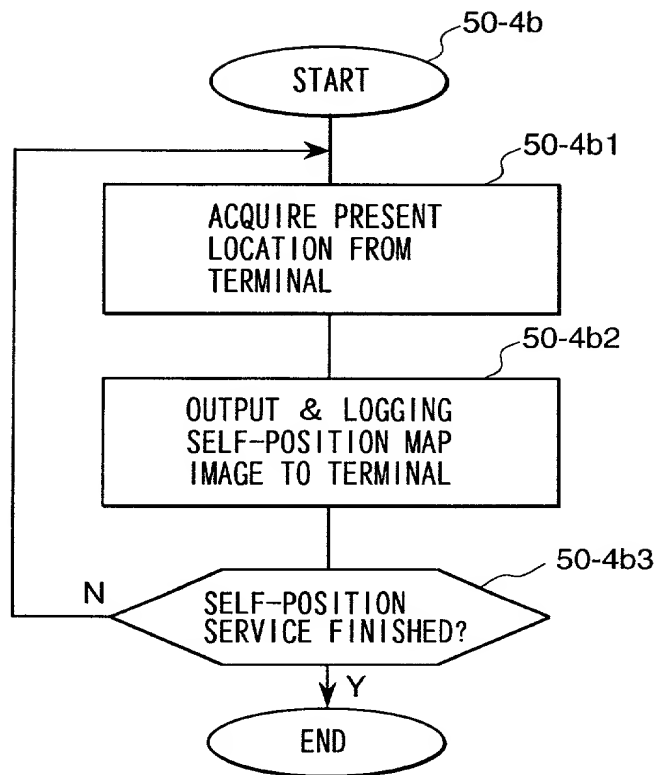 50-4b
START
50-4b1
ACQUIRE PRESENT
LOCATION FROM
TERMINAL
50-4b2
OUTPUT & LOGGING
SELF-POSITION MAP
IMAGE TO TERMINAL
50-4b3
N
SELF-POSITION
SERVICE FINISHED?
Y
END